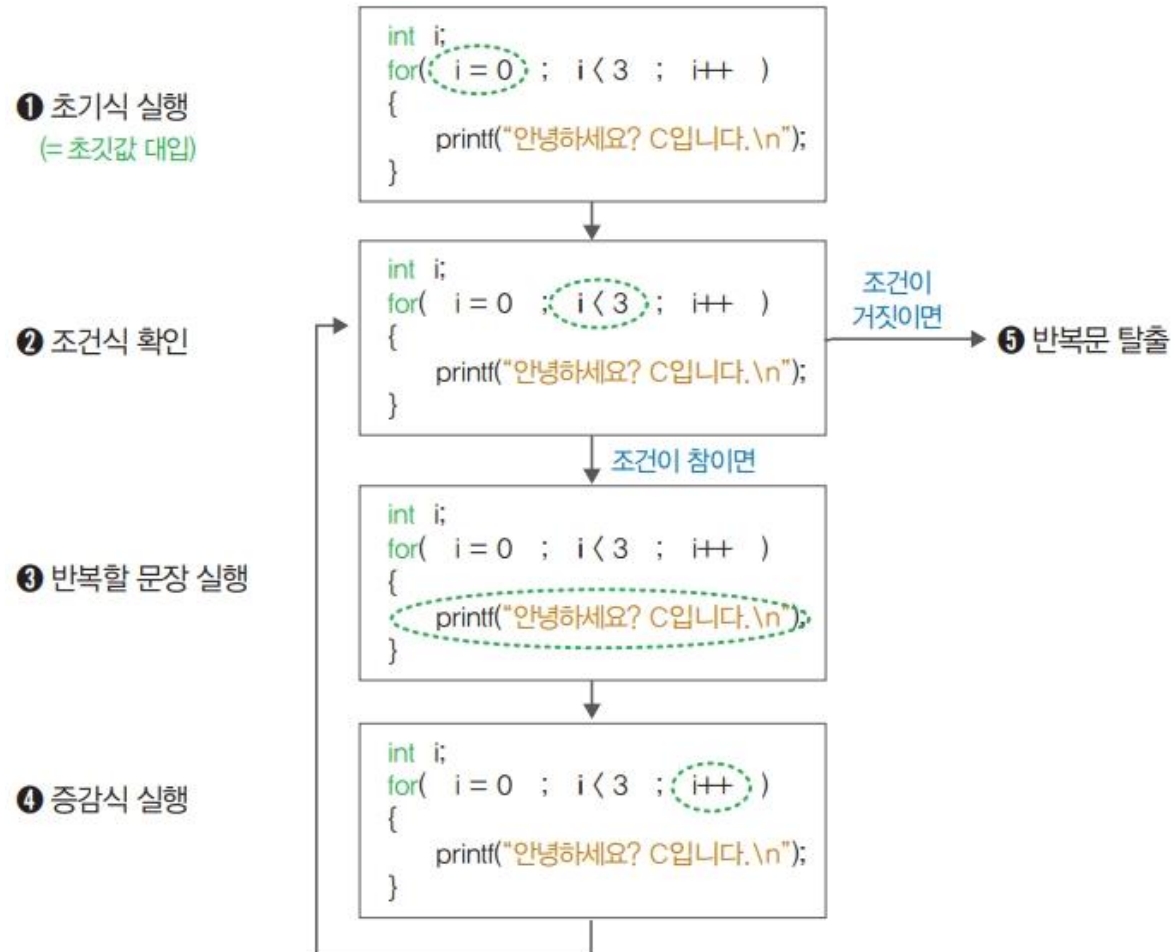 ❶ 초기식 실행
(= 초깃값 대입)
int i;
for( i = 0 ; i < 3 ; i++ )
{
printf("안녕하세요? C입니다.\n");
}
❷ 조건식 확인
int i;
for( i = 0 ; i < 3 ; i++ )
{
printf("안녕하세요? C입니다.\n");
}
조건이
거짓이면
❺ 반복문 탈출
조건이 참이면
❸ 반복할 문장 실행
int i;
for( i = 0 ; i < 3 ; i++ )
{
printf("안녕하세요? C입니다.\n");
}
❹ 증감식 실행
int i;
for( i = 0 ; i < 3 ; i++ )
{
printf("안녕하세요? C입니다.\n");
}